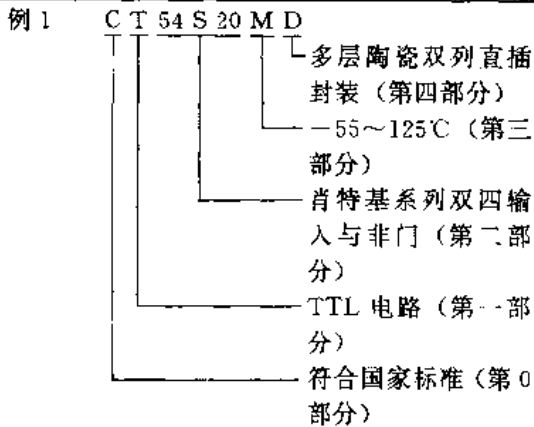 例 1 C T 54 S 20 M D
多层陶瓷双列直插
封装（第四部分）
－55～125℃（第三
部分）
肖特基系列双四输
入与非门（第二部
分）
TTL 电路（第一部
分）
符合国家标准（第 0
部分）